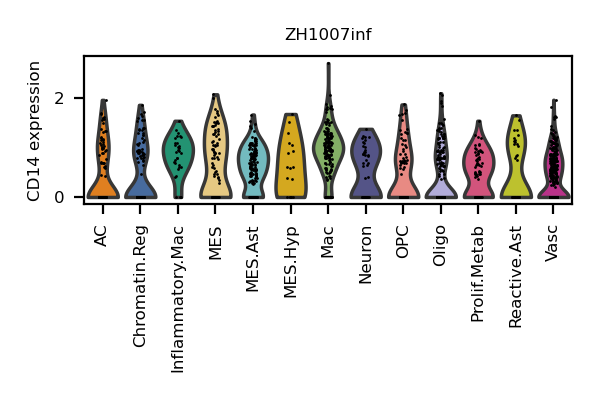 ZH1007inf
CD14 expression
2
0
AC
Chromatin.Reg
Inflammatory.Mac
MES
MES.Ast
MES.Hyp
Mac
Neuron
OPC
Oligo
Prolif.Metab
Reactive.Ast
Vasc